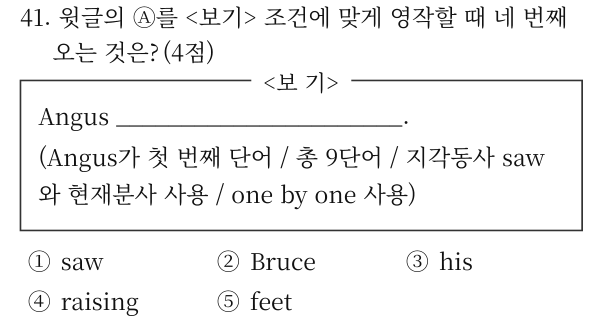 41. 윗글의 Ⓐ를 <보기> 조건에 맞게 영작할 때 네 번째
오는 것은? (4점)
<보 기>
Angus ______________________.
(Angus가 첫 번째 단어 / 총 9단어 / 지각동사 saw
와 현재분사 사용 / one by one 사용)
① saw ② Bruce ③ his
④ raising ⑤ feet